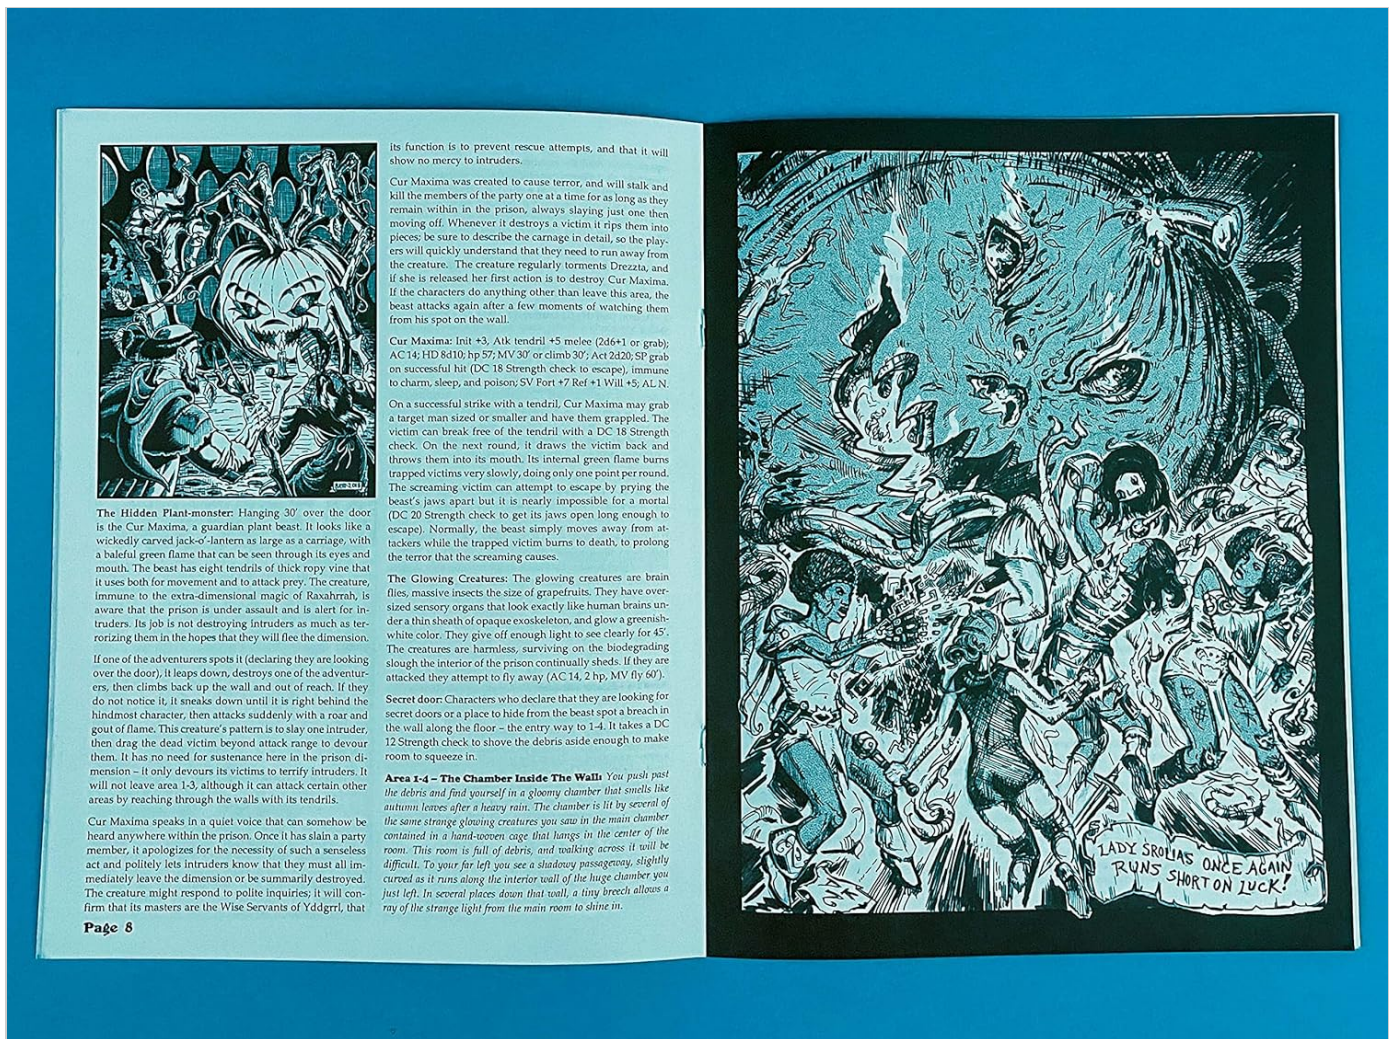 The Hidden Plant-monster: Hanging 30' over the door
is the Cur Maxima, a guardian plant beast. It looks like a
wickedly carved jack-o'-lantern as large as a carriage, with
a baleful green flame that can be seen through its eyes and
mouth. The beast has eight tendrils of thick ropy vine that
it uses both for movement and to attack prey. The creature,
immune to the extra-dimensional magic of Raxahrrah, is
aware that the prison is under assault and is alert for in-
truders. Its job is not destroying intruders as much as ter-
rorizing them in the hopes that they will flee the dimension.
If one of the adventurers spots it (declaring they are looking
over the door), it leaps down, destroys one of the adventur-
ers, then climbs back up the wall and out of reach. If they
do not notice it, it sneaks down until it is right behind the
hindmost character, then attacks suddenly with a roar and
gout of flame. This creature's pattern is to slay one intruder,
then drag the dead victim beyond attack range to devour
them. It has no need for sustenance here in the prison di-
mension – it only devours its victims to terrify intruders. It
will not leave area 1-3, although it can attack certain other
areas by reaching through the walls with its tendrils.
Cur Maxima speaks in a quiet voice that can somehow be
heard anywhere within the prison. Once it has slain a party
member, it apologizes for the necessity of such a senseless
act and politely lets intruders know that they must all im-
mediately leave the dimension or be summarily destroyed.
The creature might respond to polite inquiries; it will con-
firm that its masters are the Wise Servants of Yddgrrl, that
Page 8
its function is to prevent rescue attempts, and that it will
show no mercy to intruders.
Cur Maxima was created to cause terror, and will stalk and
kill the members of the party one at a time for as long as they
remain within in the prison, always slaying just one then
moving off. Whenever it destroys a victim it rips them into
pieces; be sure to describe the carnage in detail, so the play-
ers will quickly understand that they need to run away from
the creature. The creature regularly torments Drezzta, and
if she is released her first action is to destroy Cur Maxima.
If the characters do anything other than leave this area, the
beast attacks again after a few moments of watching them
from his spot on the wall.
Cur Maxima: Init +3, Atk tendril +5 melee (2d6+1 or grab);
AC 14; HD 8d10; hp 57; MV 30' or climb 30'; Act 2d20; SP grab
on successful hit (DC 18 Strength check to escape), immune
to charm, sleep, and poison; SV Fort +7 Ref +1 Will +5; AL N.
On a successful strike with a tendril, Cur Maxima may grab
a target man sized or smaller and have them grappled. The
victim can break free of the tendril with a DC 18 Strength
check. On the next round, it draws the victim back and
throws them into its mouth. Its internal green flame burns
trapped victims very slowly, doing only one point per round.
The screaming victim can attempt to escape by prying the
beast's jaws apart but it is nearly impossible for a mortal
(DC 20 Strength check to get its jaws open long enough to
escape). Normally, the beast simply moves away from at-
tackers while the trapped victim burns to death, to prolong
the terror that the screaming causes.
The Glowing Creatures: The glowing creatures are brain
flies, massive insects the size of grapefruits. They have over-
sized sensory organs that look exactly like human brains un-
der a thin sheath of opaque exoskeleton, and glow a greenish-
white color. They give off enough light to see clearly for 45'.
The creatures are harmless, surviving on the biodegrading
slough the interior of the prison continually sheds. If they are
attacked they attempt to fly away (AC 14, 2 hp, MV fly 60').
Secret door: Characters who declare that they are looking for
secret doors or a place to hide from the beast spot a breach in
the wall along the floor – the entry way to 1-4. It takes a DC
12 Strength check to shove the debris aside enough to make
room to squeeze in.
Area 1-4 – The Chamber Inside The Wall: You push past
the debris and find yourself in a gloomy chamber that smells like
autumn leaves after a heavy rain. The chamber is lit by several of
the same strange glowing creatures you saw in the main chamber
contained in a hand-woven cage that hangs in the center of the
room. This room is full of debris, and walking across it will be
difficult. To your far left you see a shadowy passageway, slightly
curved as it runs along the interior wall of the huge chamber you
just left. In several places down that wall, a tiny breech allows a
ray of the strange light from the main room to shine in.
LADY SROLIAS ONCE AGAIN
RUNS SHORT ON LUCK!